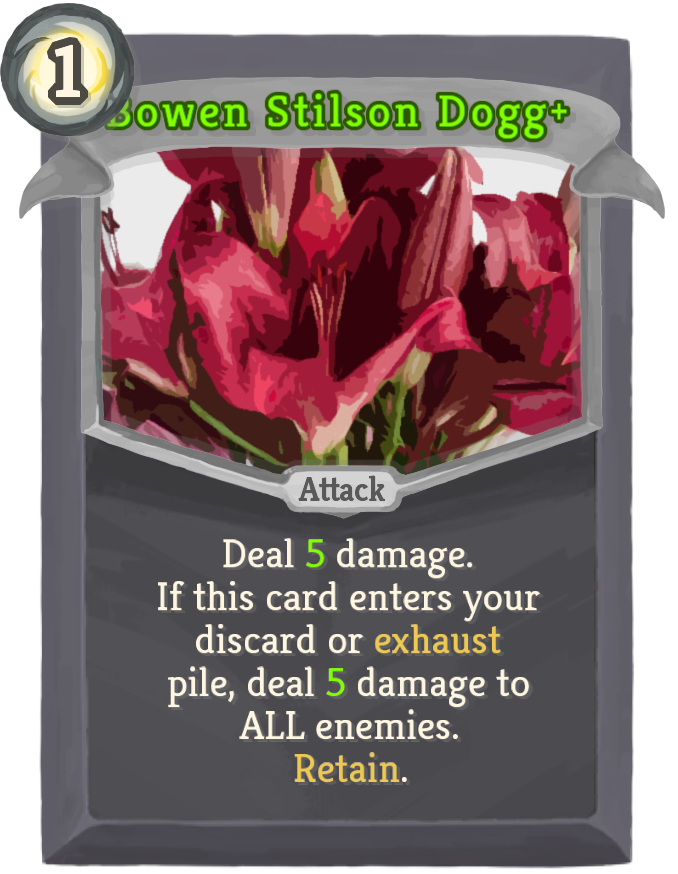 1
Bowen Stilson Dogg+
Attack
Deal 5 damage.
If this card enters your
discard or exhaust
pile, deal 5 damage to
ALL enemies.
Retain.